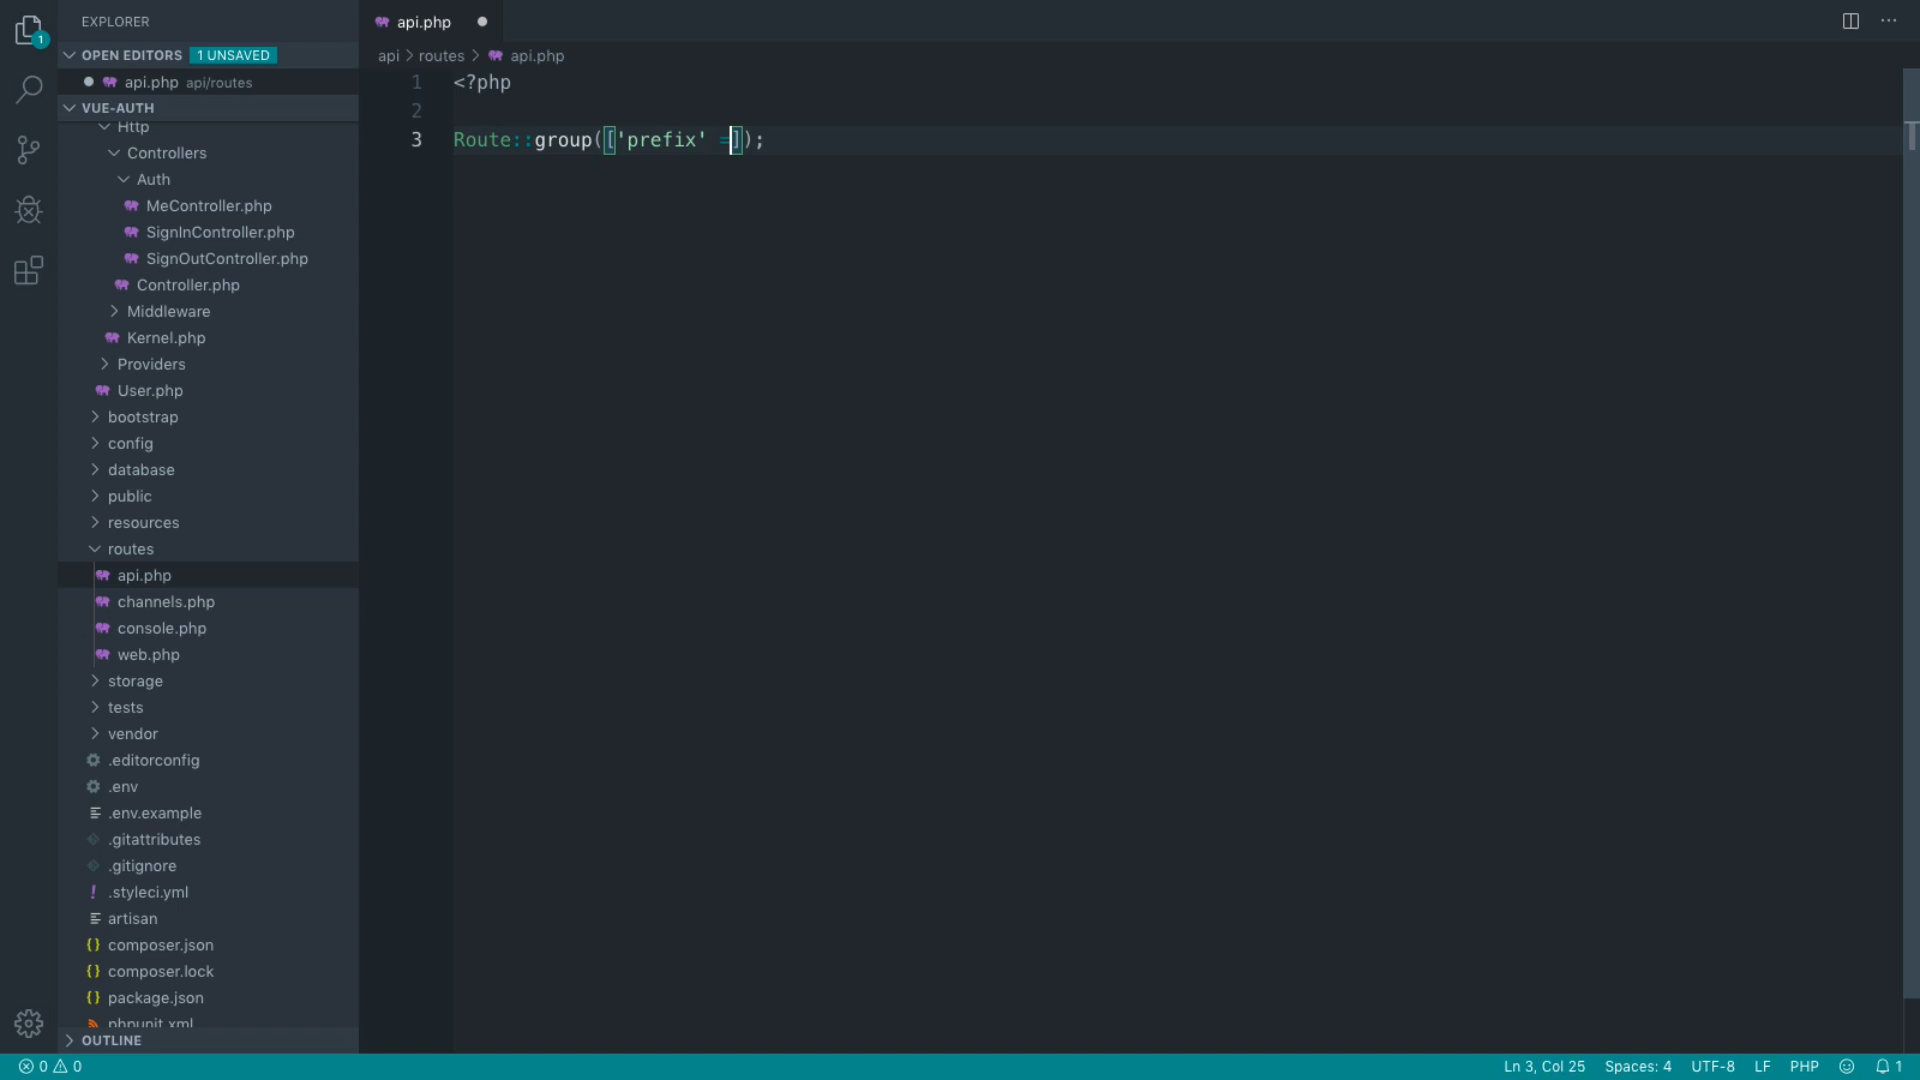 1
EXPLORER
OPEN EDITORS 1 UNSAVED
api.php api/routes
VUE-AUTH
Http
Controllers
Auth
MeController.php
SignInController.php
SignOutController.php
Controller.php
Middleware
Kernel.php
Providers
User.php
bootstrap
config
database
public
resources
routes
api.php
channels.php
console.php
web.php
storage
tests
vendor
.editorconfig
.env
.env.example
.gitattributes
.gitignore
.styleci.yml
artisan
composer.json
composer.lock
package.json
phpunit.xml
OUTLINE
api.php
api > routes > api.php
1 <?php
2
3 Route::group(['prefix' =]);
0 0
Ln 3, Col 25 Spaces: 4 UTF-8 LF PHP 1